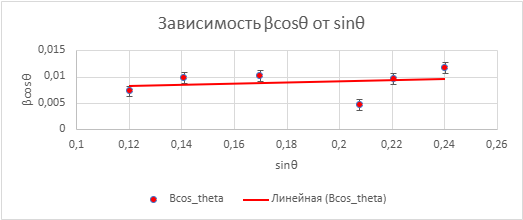 Зависимость βcosθ от sinθ
0,015
0,01
0,005
0
βcosθ
0,1 0,12 0,14 0,16 0,18 0,2 0,22 0,24 0,26
sinθ
Bcos_theta Линейная (Bcos_theta)